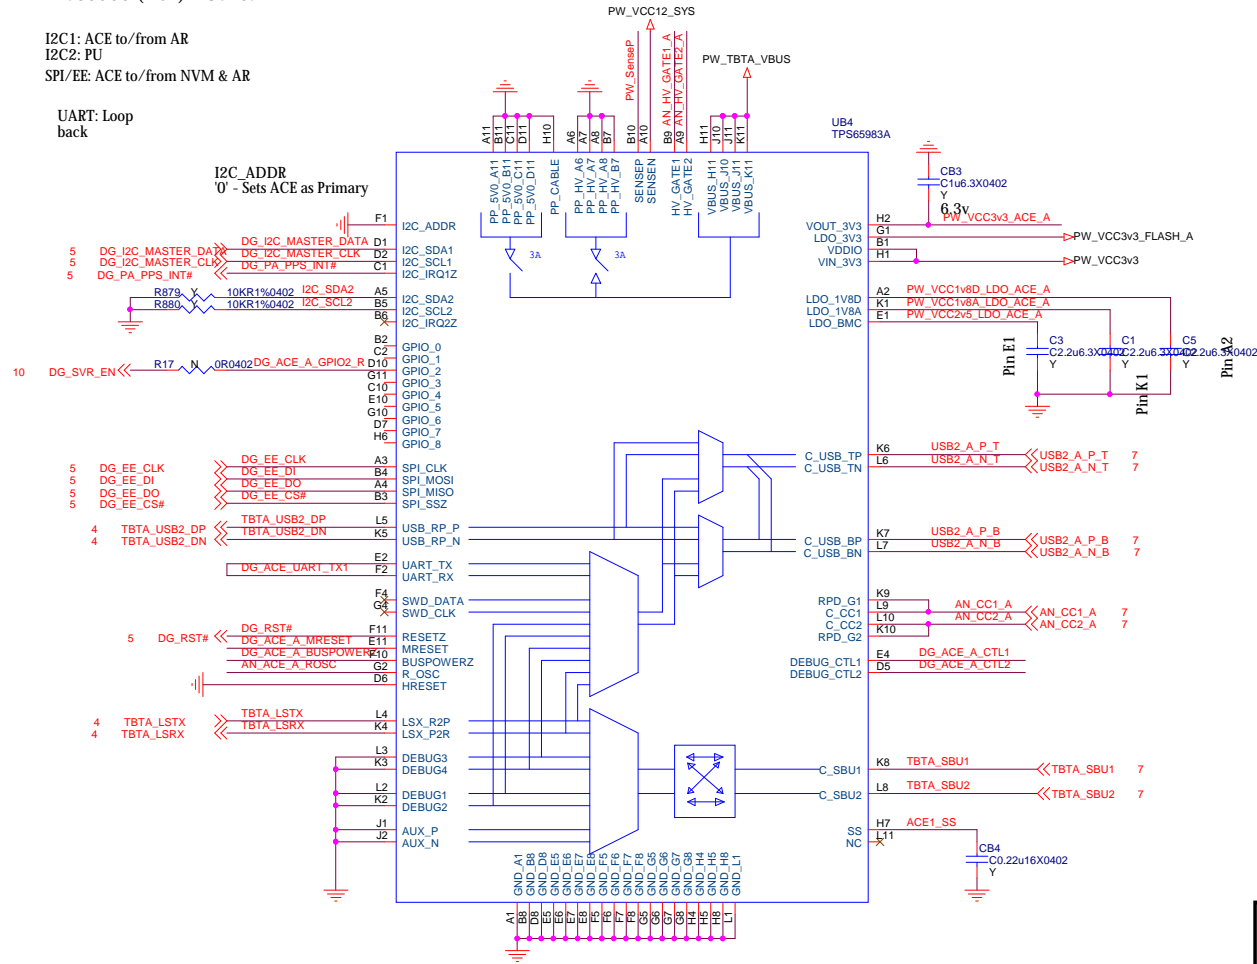 PW_VCC12_SYS
I2C1: ACE to/from AR
I2C2: PU
SPI/EE: ACE to/from NVM & AR
UART: Loop
back
PW_SenseP
AN_HV_GATE1_A
AN_HV_GATE2_A
PW_TBTA_VBUS
UB4
TPS65983A
I2C_ADDR
'0' - Sets ACE as Primary
A11 B11 C11 D11 H10 A6 A7 A8 B7 B10 A10 B9 A9 H11 J10 J11 K11
PP_5V0_A11
PP_5V0_B11
PP_5V0_C11
PP_5V0_D11
PP_CABLE
PP_HV_A6
PP_HV_A7
PP_HV_A8
PP_HV_B7
SENSEP
SENSEN
HV_GATE1
HV_GATE2
VBUS_H11
VBUS_J10
VBUS_J11
VBUS_K11
3A 3A
F1 I2C_ADDR
5 DG_I2C_MASTER_DATA DG_I2C_MASTER_DATA D1 I2C_SDA1
5 DG_I2C_MASTER_CLK DG_I2C_MASTER_CLK D2 I2C_SCL1
5 DG_PA_PPS_INT# DG_PA_PPS_INT# C1 I2C_IRQ1Z
R879 Y 10KR1%0402 I2C_SDA2 A5 I2C_SDA2
R880 Y 10KR1%0402 I2C_SCL2 B5 I2C_SCL2
B6 I2C_IRQ2Z
B2 GPIO_0
C2 GPIO_1
10 DG_SVR_EN R17 N 0R0402 DG_ACE_A_GPIO2_R D10 GPIO_2
G11 GPIO_3
C10 GPIO_4
E10 GPIO_5
G10 GPIO_6
D7 GPIO_7
H6 GPIO_8
5 DG_EE_CLK DG_EE_CLK A3 SPI_CLK
5 DG_EE_DI DG_EE_DI B4 SPI_MOSI
5 DG_EE_DO DG_EE_DO A4 SPI_MISO
5 DG_EE_CS# DG_EE_CS# B3 SPI_SSZ
4 TBTA_USB2_DP TBTA_USB2_DP L5 USB_RP_P
4 TBTA_USB2_DN TBTA_USB2_DN K5 USB_RP_N
E2 UART_TX
DG_ACE_UART_TX1 F2 UART_RX
F4 SWD_DATA
G4 SWD_CLK
5 DG_RST# DG_RST# F11 RESETZ
DG_ACE_A_MRESET E11 MRESET
DG_ACE_A_BUSPOWERZ F10 BUSPOWERZ
AN_ACE_A_ROSC G2 R_OSC
D6 HRESET
4 TBTA_LSTX TBTA_LSTX L4 LSX_R2P
4 TBTA_LSRX TBTA_LSRX K4 LSX_P2R
L3 DEBUG3
K3 DEBUG4
L2 DEBUG1
K2 DEBUG2
J1 AUX_P
J2 AUX_N
CB3
C1u6.3X0402
Y
6.3v
VOUT_3V3 H2 PW_VCC3v3_ACE_A
LDO_3V3 G1 PW_VCC3v3_FLASH_A
VDDIO B1
VIN_3V3 H1 PW_VCC3v3
LDO_1V8D A2 PW_VCC1v8D_LDO_ACE_A
LDO_1V8A K1 PW_VCC1v8A_LDO_ACE_A
LDO_BMC E1 PW_VCC2v5_LDO_ACE_A
Pin E1
C3
C2.2u6.3X0402
Y
C1
C2.2u6.3X0402
Y
Pin K1
C5
C2.2u6.3X0402
Y
Pin A2
C_USB_TP K6 USB2_A_P_T USB2_A_P_T 7
C_USB_TN L6 USB2_A_N_T USB2_A_N_T 7
C_USB_BP K7 USB2_A_P_B USB2_A_P_B 7
C_USB_BN L7 USB2_A_N_B USB2_A_N_B 7
RPD_G1 K9
C_CC1 L9 AN_CC1_A AN_CC1_A 7
C_CC2 L10 AN_CC2_A AN_CC2_A 7
RPD_G2 K10
DEBUG_CTL1 E4 DG_ACE_A_CTL1
DEBUG_CTL2 D5 DG_ACE_A_CTL2
C_SBU1 K8 TBTA_SBU1 TBTA_SBU1 7
C_SBU2 L8 TBTA_SBU2 TBTA_SBU2 7
SS H7 ACE1_SS
NC L11
CB4
C0.22u16X0402
Y
GND_A1
GND_B8
GND_D8
GND_E5
GND_E6
GND_E7
GND_E8
GND_F5
GND_F6
GND_F7
GND_F8
GND_G5
GND_G6
GND_G7
GND_G8
GND_H4
GND_H5
GND_H8
GND_L1
A1 B8 D8 E5 E6 E7 E8 F5 F6 F7 F8 G5 G6 G7 G8 H4 H5 H8 L1